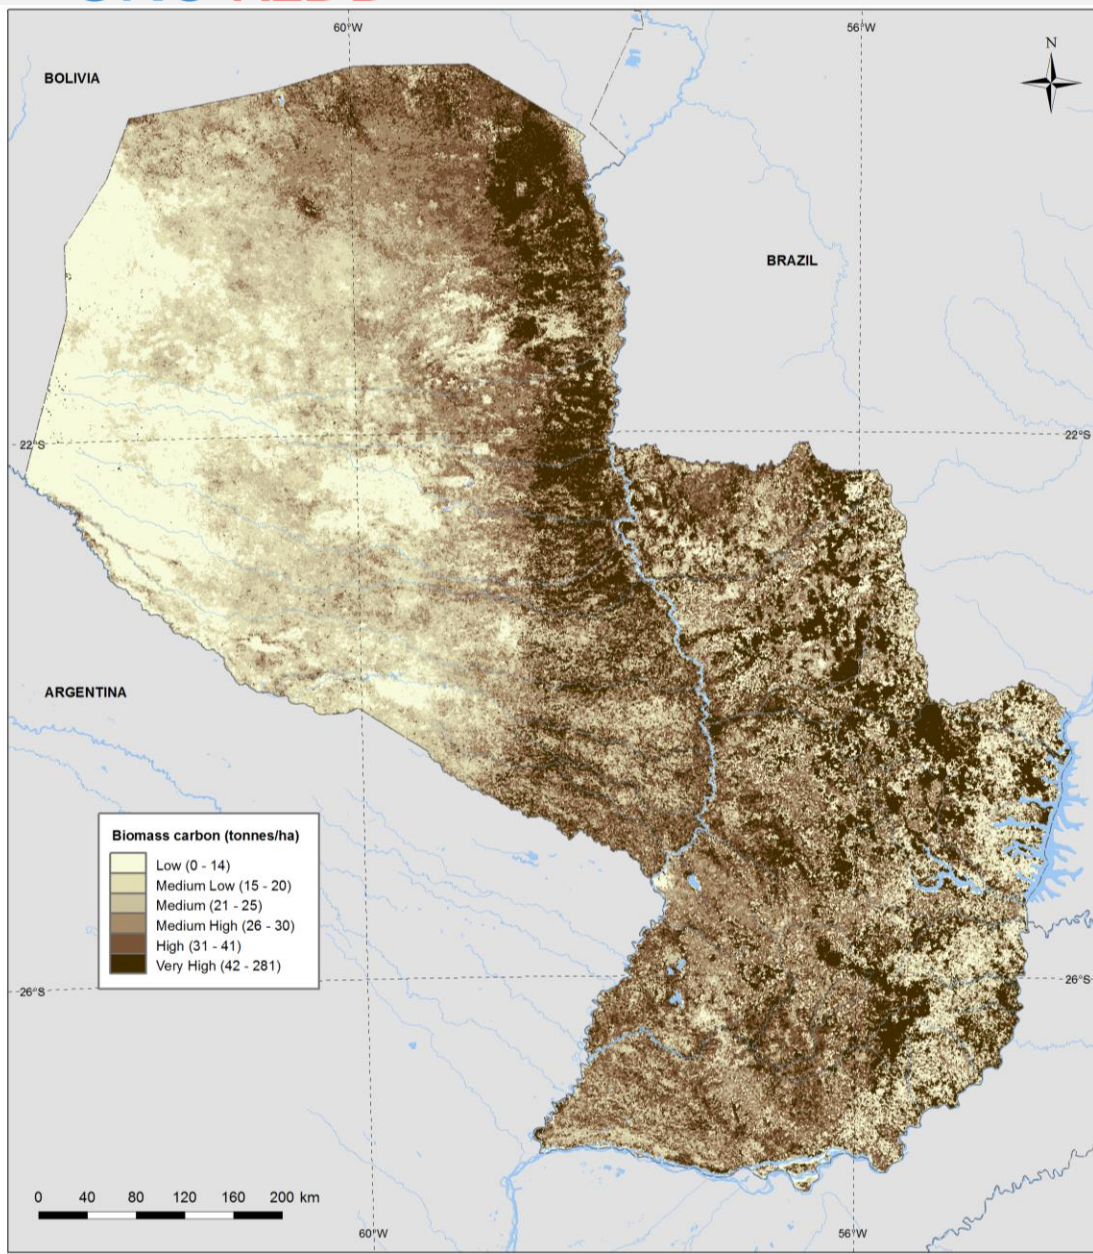 60°W
56°W
N
BOLIVIA
BRAZIL
22°S
22°S
ARGENTINA
Biomass carbon (tonnes/ha)
Low (0 - 14)
Medium Low (15 - 20)
Medium (21 - 25)
Medium High (26 - 30)
High (31 - 41)
Very High (42 - 281)
26°S
26°S
0 40 80 120 160 200 km
60°W
56°W